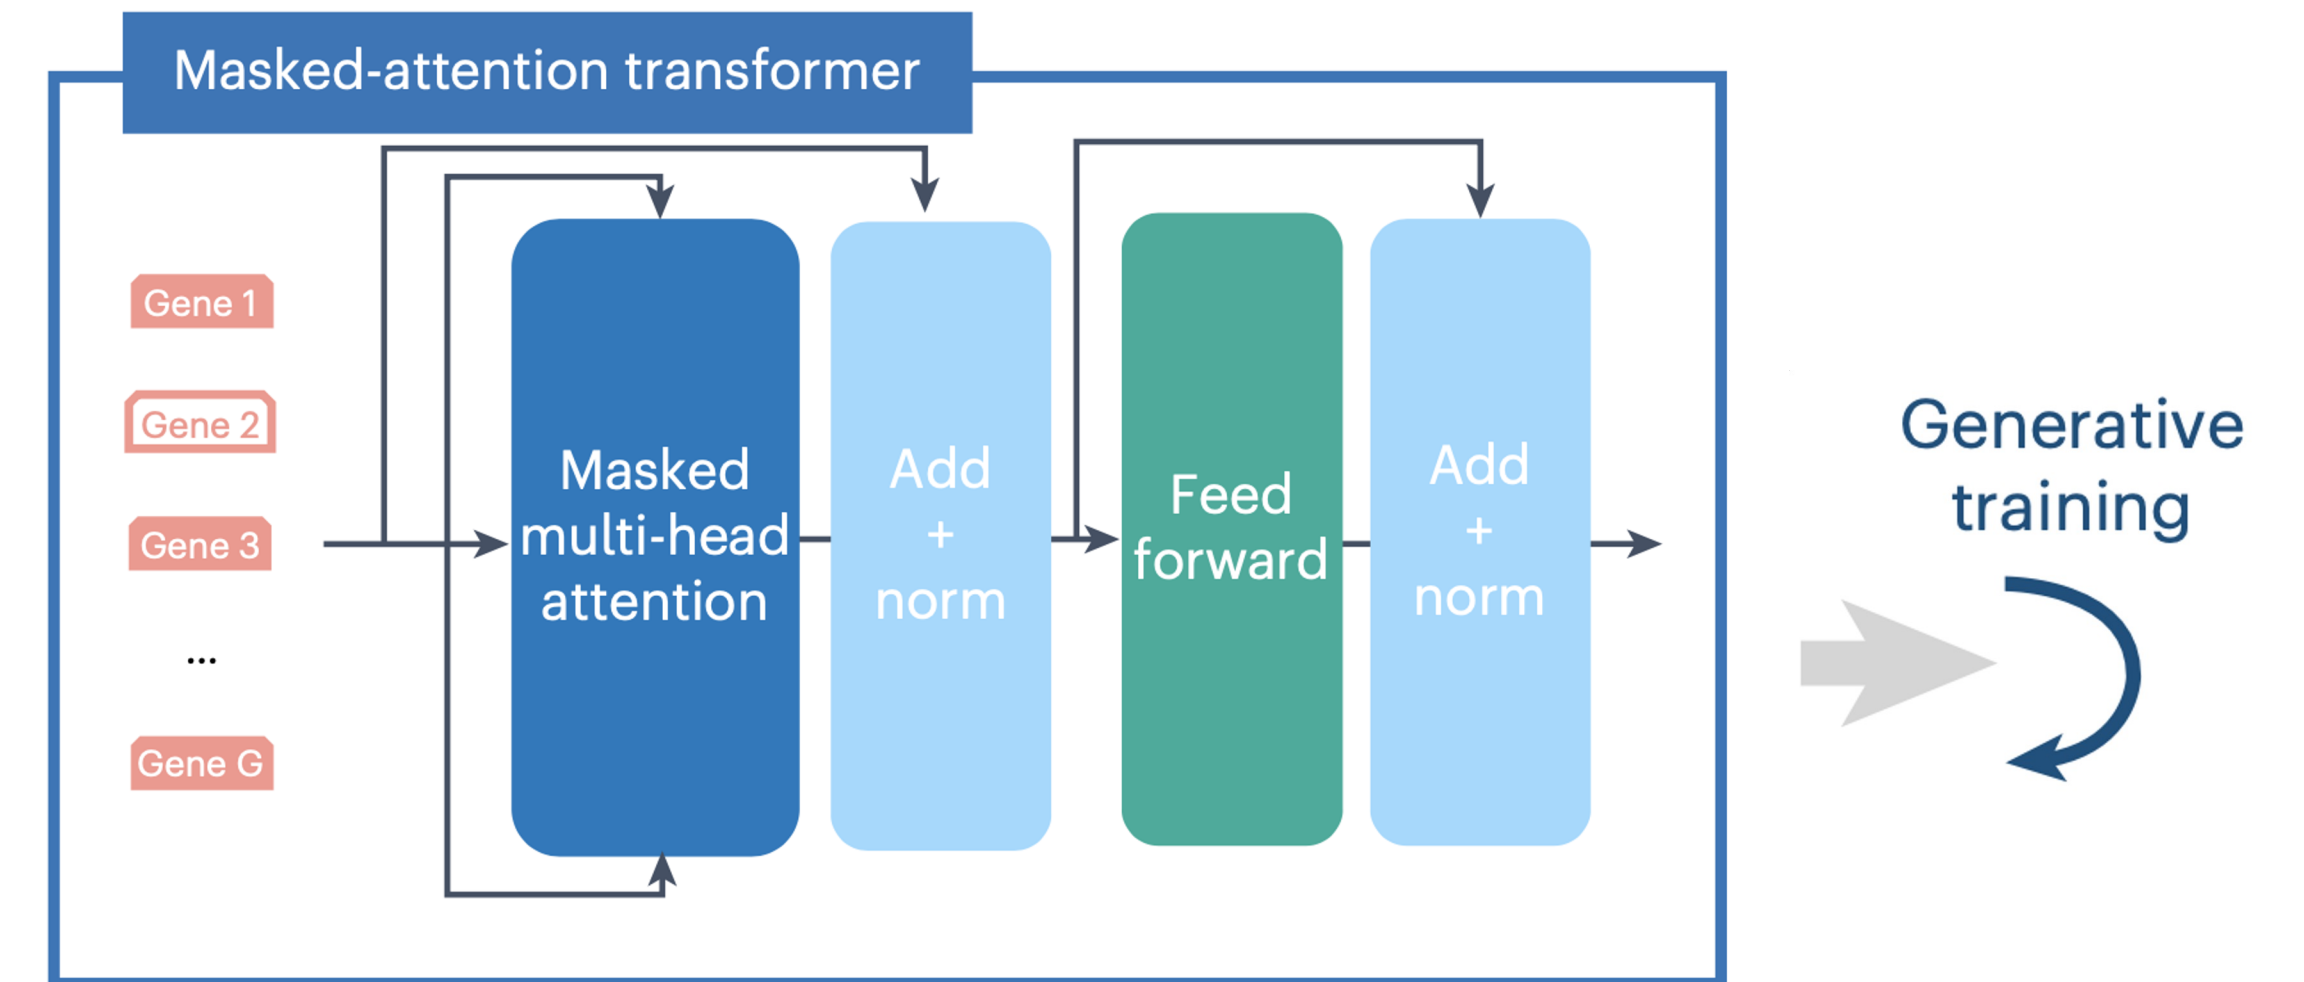 Masked-attention transformer
Gene 1
Gene 2
Gene 3
...
Gene G
Masked
multi-head
attention
Add
+
norm
Feed
forward
Add
+
norm
Generative
training